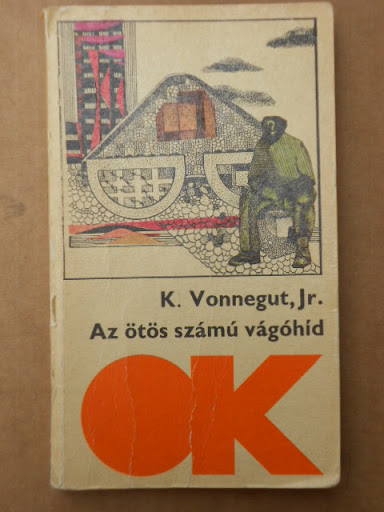 K. Vonnegut, Jr.
Az ötös számú vágóhíd
OK